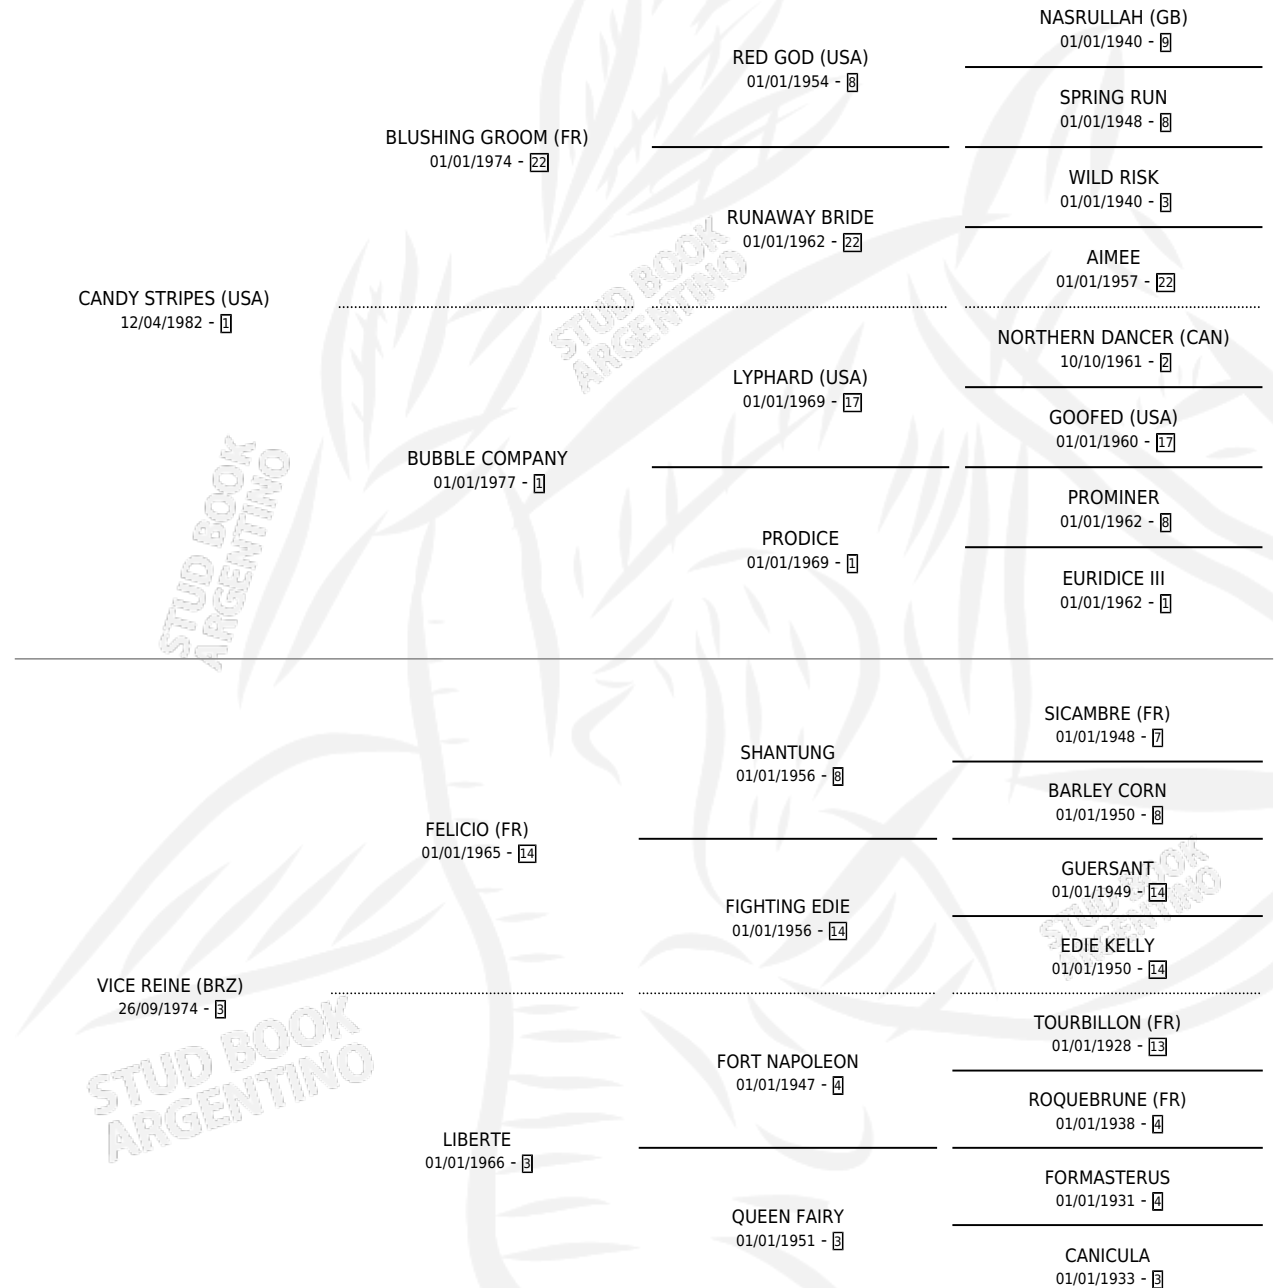 NASRULLAH (GB)
01/01/1940 - 9
RED GOD (USA)
01/01/1954 - 8
SPRING RUN
01/01/1948 - 8
BLUSHING GROOM (FR)
01/01/1974 - 22
WILD RISK
01/01/1940 - 3
RUNAWAY BRIDE
01/01/1962 - 22
AIMEE
01/01/1957 - 22
CANDY STRIPES (USA)
12/04/1982 - 1
STUD BOOK
ARGENTINO
NORTHERN DANCER (CAN)
10/10/1961 - 2
LYPHARD (USA)
01/01/1969 - 17
GOOFED (USA)
01/01/1960 - 17
BUBBLE COMPANY
01/01/1977 - 1
PROMINER
01/01/1962 - 8
PRODICE
01/01/1969 - 1
EURIDICE III
01/01/1962 - 1
STUD BOOK
ARGENTINO
SICAMBRE (FR)
01/01/1948 - 7
SHANTUNG
01/01/1956 - 8
BARLEY CORN
01/01/1950 - 8
FELICIO (FR)
01/01/1965 - 14
GUERSANT
01/01/1949 - 14
FIGHTING EDIE
01/01/1956 - 14
STUD BOOK
ARGENTINO
EDIE KELLY
01/01/1950 - 14
VICE REINE (BRZ)
26/09/1974 - 3
STUD BOOK
ARGENTINO
TOURBILLON (FR)
01/01/1928 - 13
FORT NAPOLEON
01/01/1947 - 4
ROQUEBRUNE (FR)
01/01/1938 - 4
LIBERTE
01/01/1966 - 3
FORMASTERUS
01/01/1931 - 4
QUEEN FAIRY
01/01/1951 - 3
CANICULA
01/01/1933 - 3